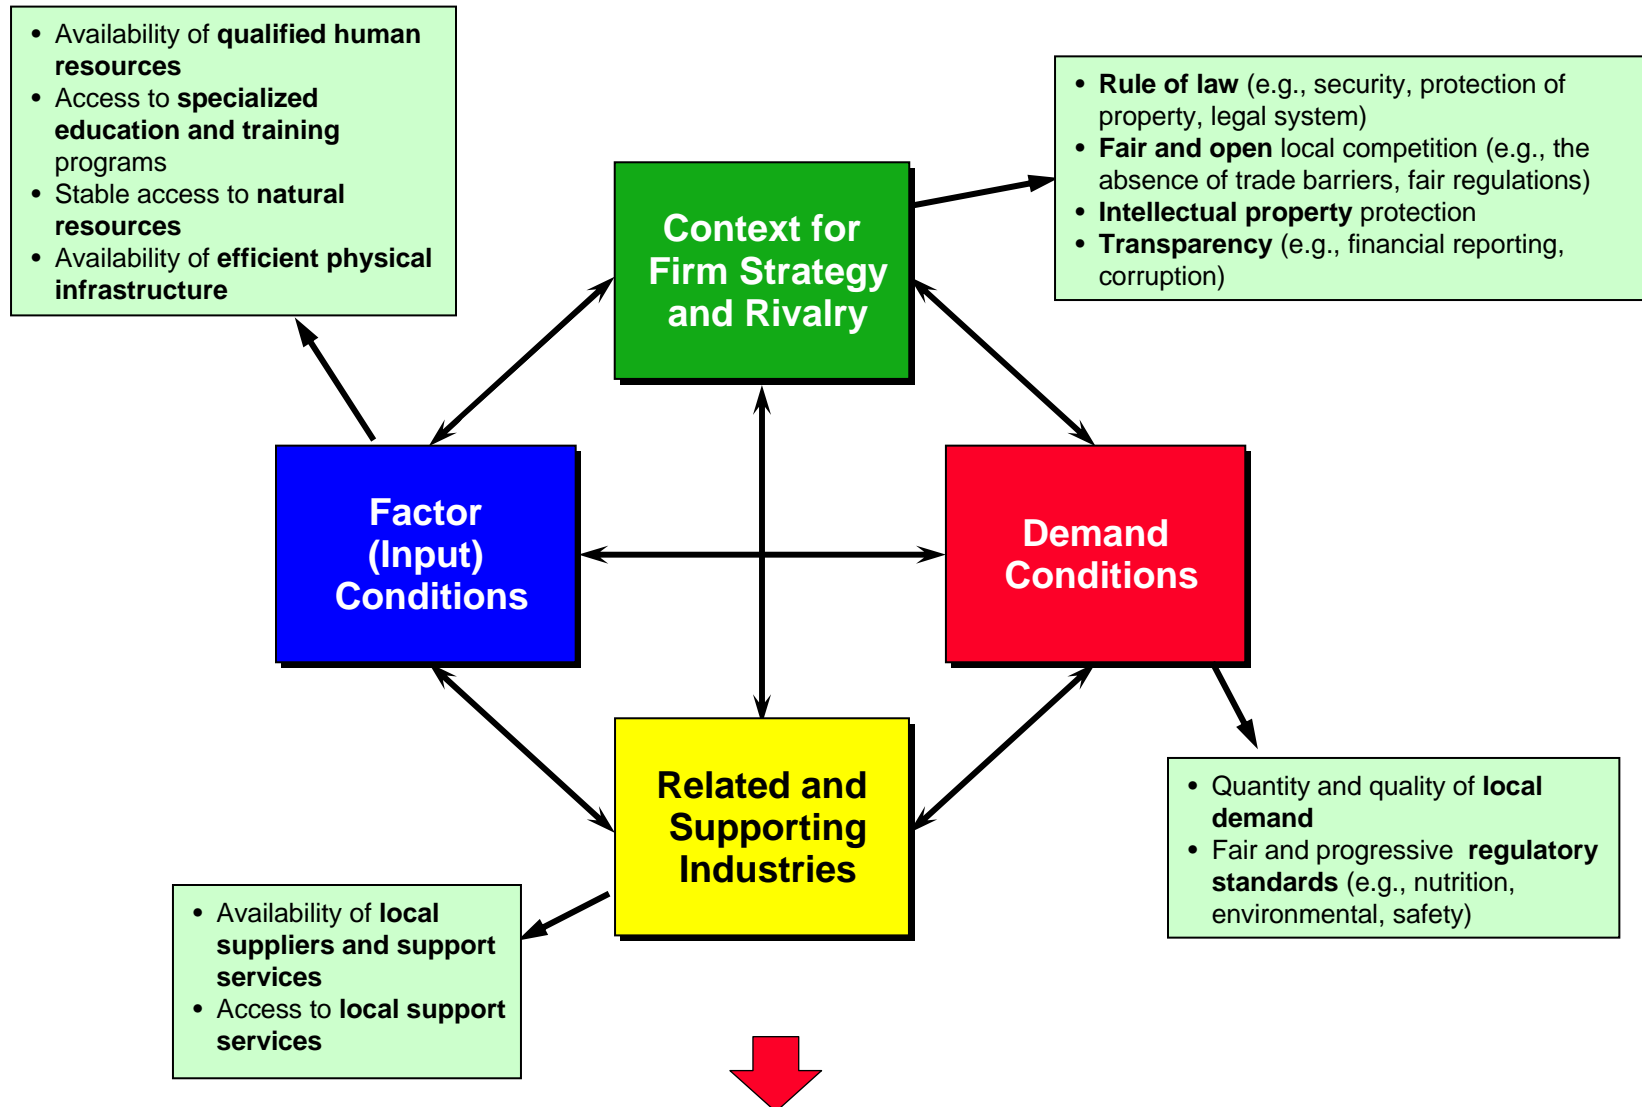 • Availability of qualified human
resources
• Access to specialized
education and training
programs
• Stable access to natural
resources
• Availability of efficient physical
infrastructure
• Rule of law (e.g., security, protection of
property, legal system)
• Fair and open local competition (e.g., the
absence of trade barriers, fair regulations)
• Intellectual property protection
• Transparency (e.g., financial reporting,
corruption)
Context for
Firm Strategy
and Rivalry
Factor
(Input)
Conditions
Demand
Conditions
Related and
Supporting
Industries
• Quantity and quality of local
demand
• Fair and progressive regulatory
standards (e.g., nutrition,
environmental, safety)
• Availability of local
suppliers and support
services
• Access to local support
services